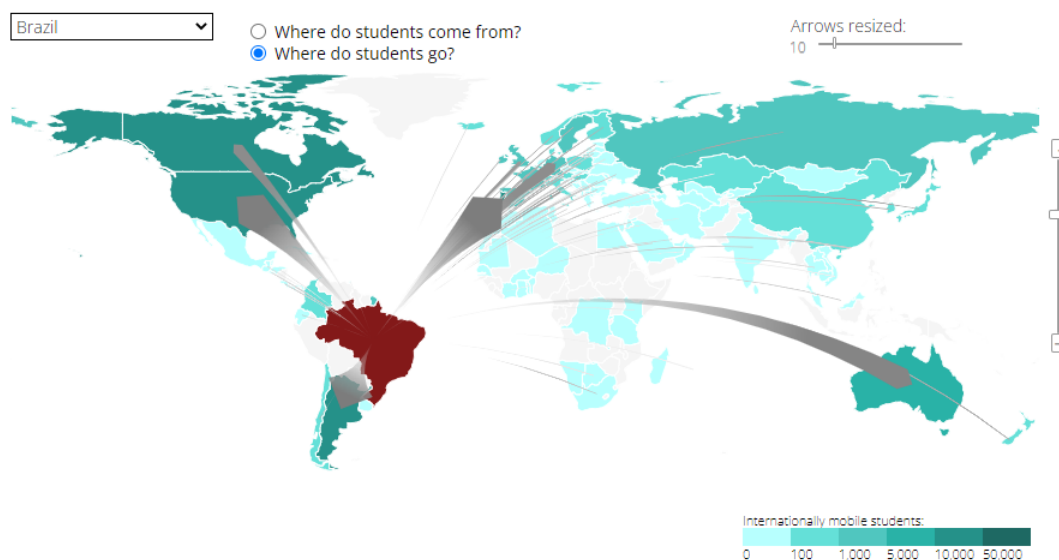 Brazil
Where do students come from?
Where do students go?
Arrows resized:
10
Internationally mobile students:
0 100 1.000 5.000 10.000 50.000